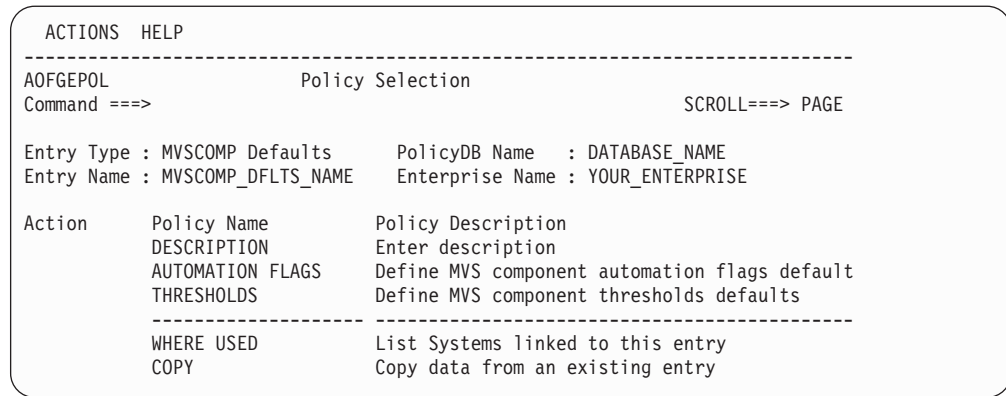 ACTIONS HELP
------------------------------------------------------------------------------
AOFGEPOL Policy Selection
Command ===> SCROLL===> PAGE
Entry Type : MVSCOMP Defaults PolicyDB Name : DATABASE_NAME
Entry Name : MVSCOMP_DFLTS_NAME Enterprise Name : YOUR_ENTERPRISE
Action Policy Name Policy Description
DESCRIPTION Enter description
AUTOMATION FLAGS Define MVS component automation flags default
THRESHOLDS Define MVS component thresholds defaults
-------------------- ---------------------------------------------
WHERE USED List Systems linked to this entry
COPY Copy data from an existing entry